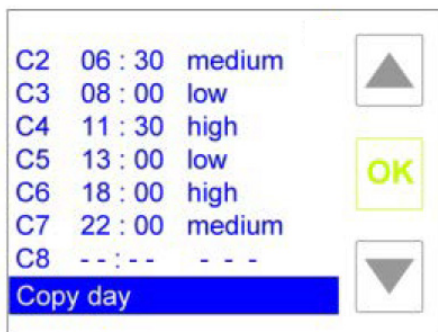 C2 06 : 30 medium
C3 08 : 00 low
C4 11 : 30 high
C5 13 : 00 low
C6 18 : 00 high
C7 22 : 00 medium
C8 - - : - - - - -
Copy day
OK